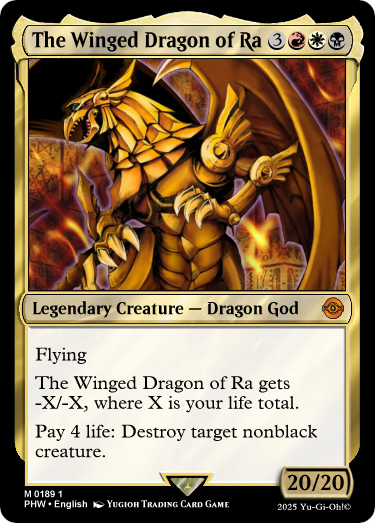 The Winged Dragon of Ra 3
Legendary Creature — Dragon God
Flying
The Winged Dragon of Ra gets
-X/-X, where X is your life total.
Pay 4 life: Destroy target nonblack
creature.
20/20
M 0189 1
PHW • English Yugioh Trading Card Game
2025 Yu-Gi-Oh!©